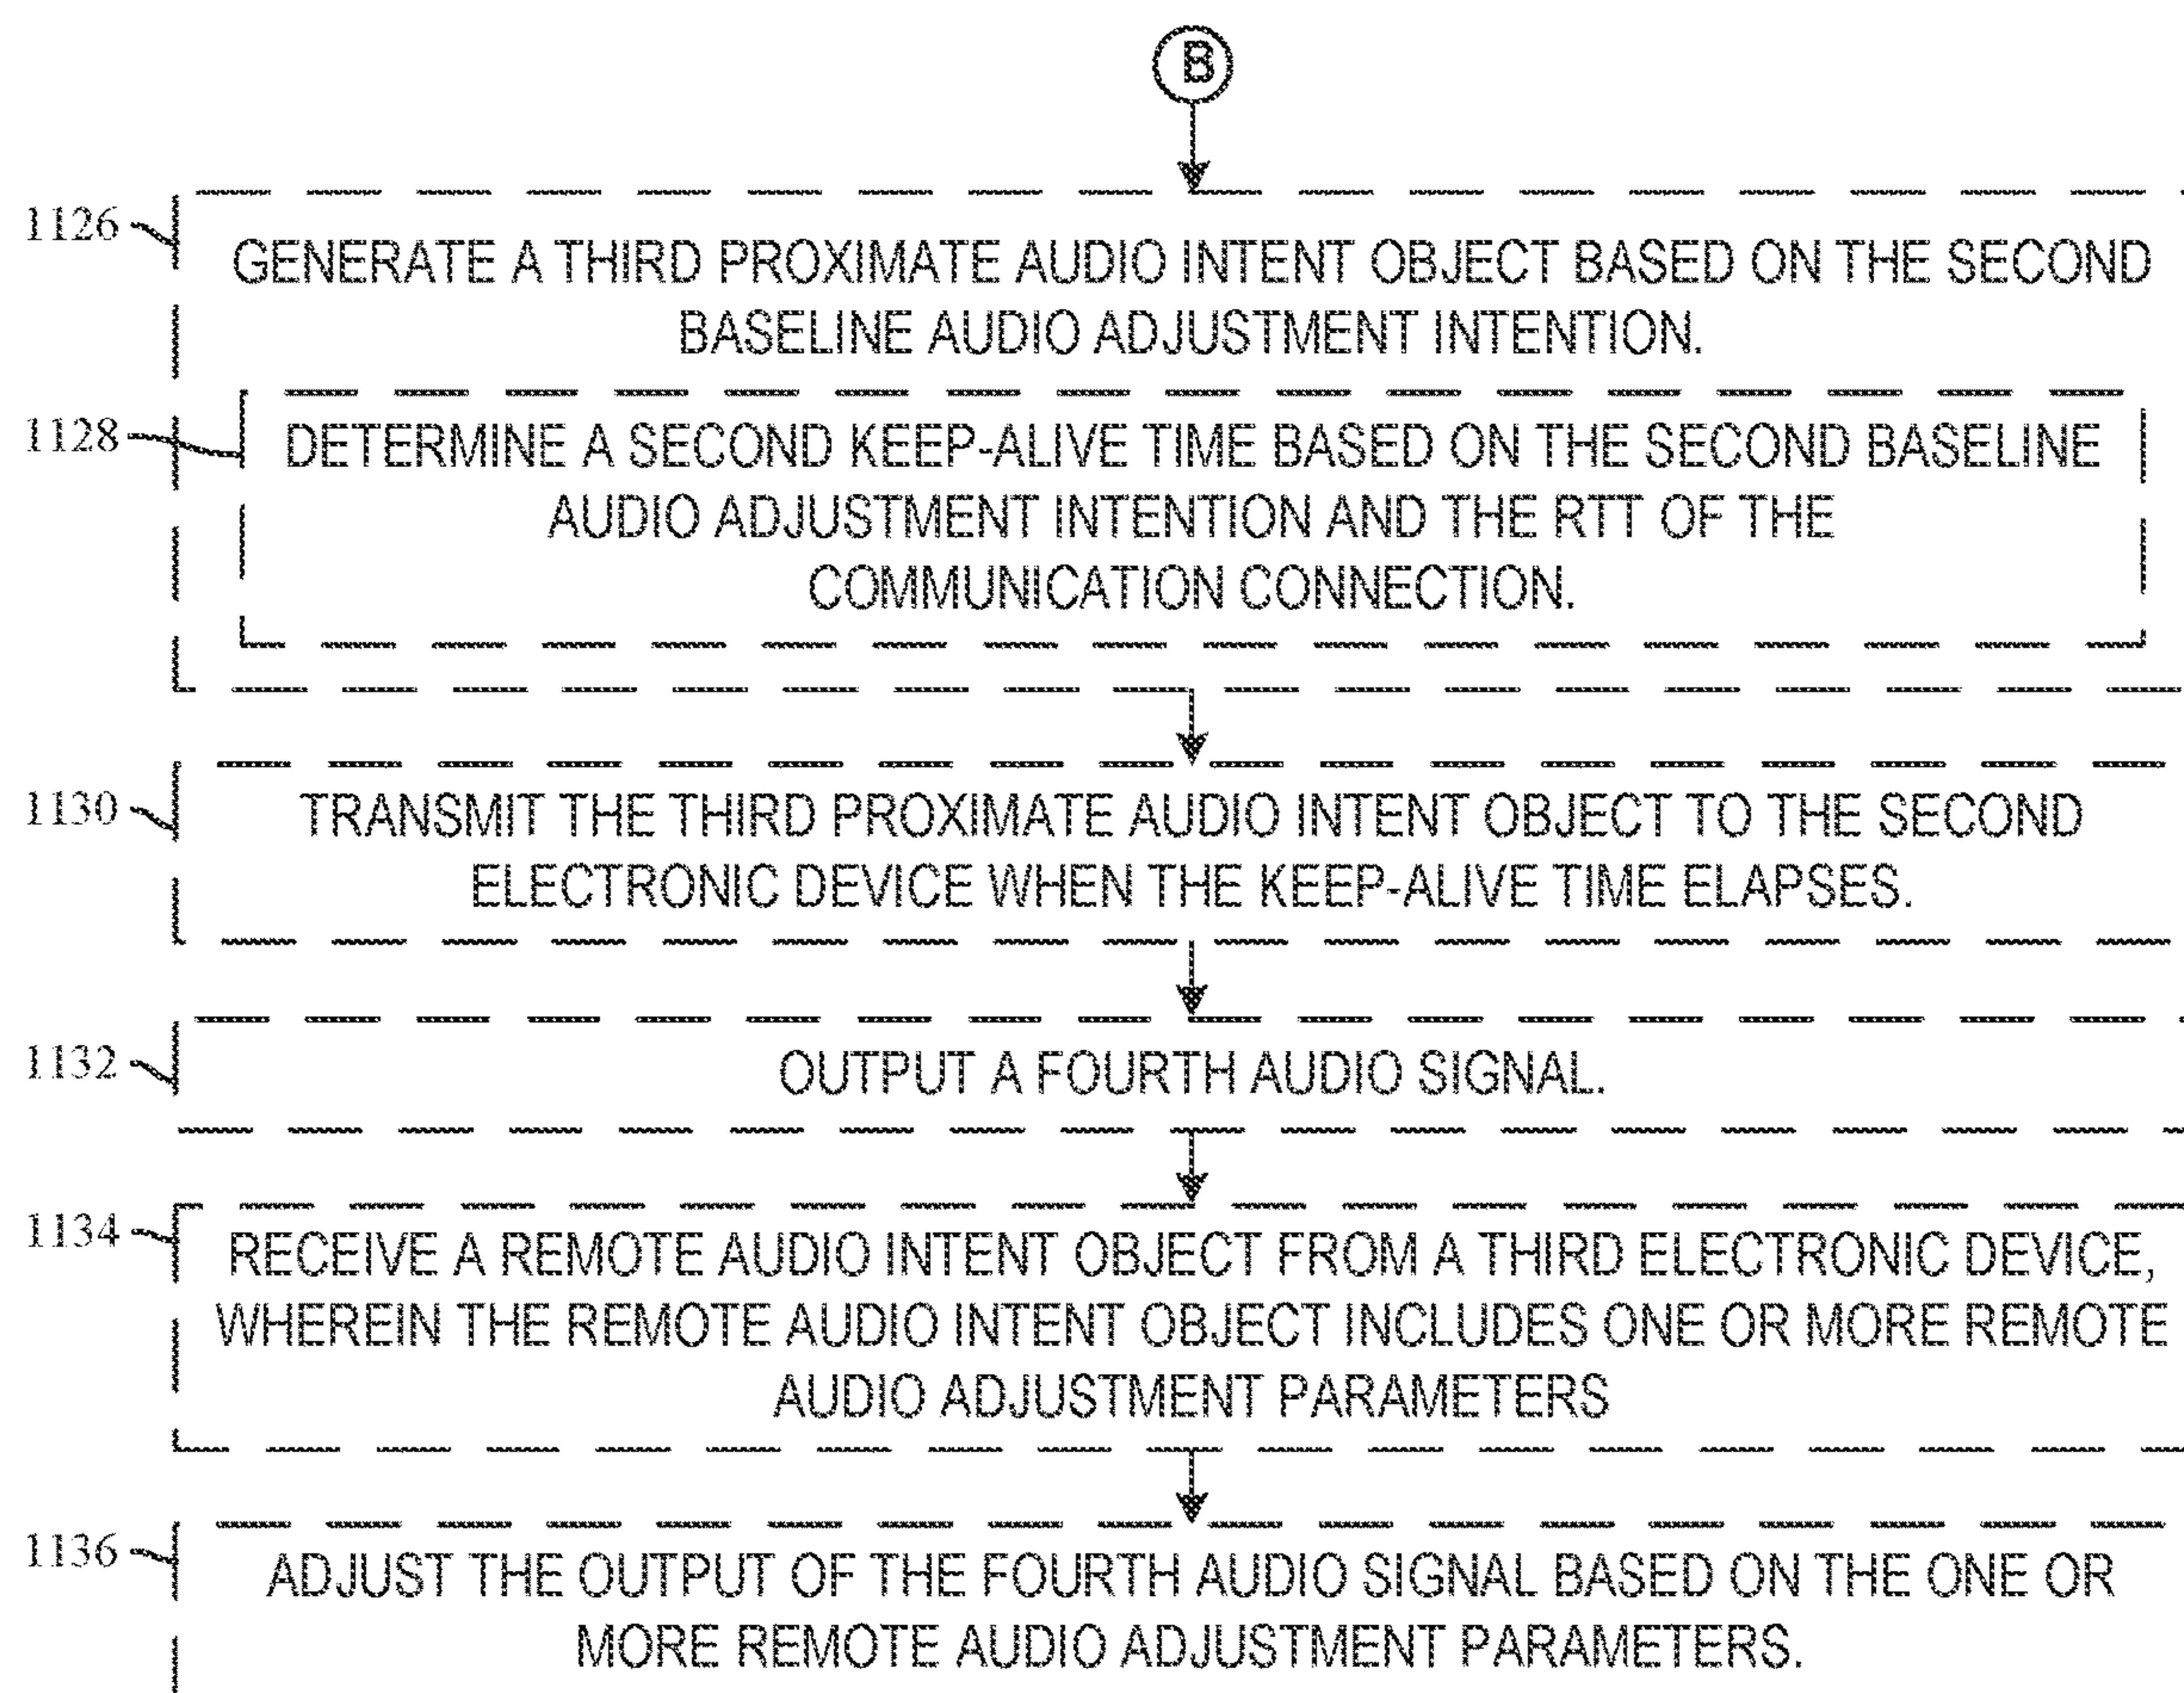 B
1126
GENERATE A THIRD PROXIMATE AUDIO INTENT OBJECT BASED ON THE SECOND
BASELINE AUDIO ADJUSTMENT INTENTION.
1128
DETERMINE A SECOND KEEP-ALIVE TIME BASED ON THE SECOND BASELINE
AUDIO ADJUSTMENT INTENTION AND THE RTT OF THE
COMMUNICATION CONNECTION.
1130
TRANSMIT THE THIRD PROXIMATE AUDIO INTENT OBJECT TO THE SECOND
ELECTRONIC DEVICE WHEN THE KEEP-ALIVE TIME ELAPSES.
1132
OUTPUT A FOURTH AUDIO SIGNAL.
1134
RECEIVE A REMOTE AUDIO INTENT OBJECT FROM A THIRD ELECTRONIC DEVICE,
WHEREIN THE REMOTE AUDIO INTENT OBJECT INCLUDES ONE OR MORE REMOTE
AUDIO ADJUSTMENT PARAMETERS
1136
ADJUST THE OUTPUT OF THE FOURTH AUDIO SIGNAL BASED ON THE ONE OR
MORE REMOTE AUDIO ADJUSTMENT PARAMETERS.